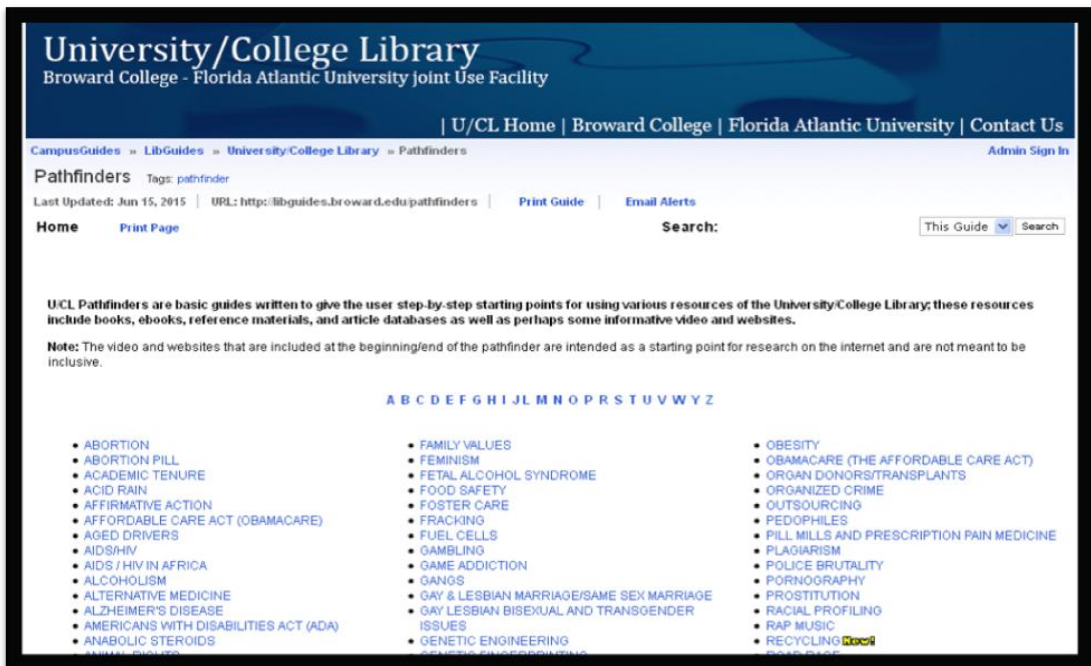 University/College Library
Broward College - Florida Atlantic University joint Use Facility
| U/CL Home | Broward College | Florida Atlantic University | Contact Us
CampusGuides » LibGuides » University/College Library » Pathfinders
Admin Sign In
Pathfinders Tags: pathfinder
Last Updated: Jun 15, 2015 | URL: http://libguides.broward.edu/pathfinders | Print Guide | Email Alerts
Home Print Page Search: This Guide Search
U/CL Pathfinders are basic guides written to give the user step-by-step starting points for using various resources of the University/College Library; these resources
include books, ebooks, reference materials, and article databases as well as perhaps some informative video and websites.
Note: The video and websites that are included at the beginning/end of the pathfinder are intended as a starting point for research on the internet and are not meant to be
inclusive.
A B C D E F G H I J L M N O P R S T U V W Y Z
• ABORTION
• ABORTION PILL
• ACADEMIC TENURE
• ACID RAIN
• AFFIRMATIVE ACTION
• AFFORDABLE CARE ACT (OBAMACARE)
• AGED DRIVERS
• AIDS/HIV
• AIDS / HIV IN AFRICA
• ALCOHOLISM
• ALTERNATIVE MEDICINE
• ALZHEIMER'S DISEASE
• AMERICANS WITH DISABILITIES ACT (ADA)
• ANABOLIC STEROIDS
• ANIMAL RIGHTS
• FAMILY VALUES
• FEMINISM
• FETAL ALCOHOL SYNDROME
• FOOD SAFETY
• FOSTER CARE
• FRACKING
• FUEL CELLS
• GAMBLING
• GAME ADDICTION
• GANGS
• GAY & LESBIAN MARRIAGE/SAME SEX MARRIAGE
• GAY LESBIAN BISEXUAL AND TRANSGENDER
ISSUES
• GENETIC ENGINEERING
• GENETIC FINGERPRINTING
• OBESITY
• OBAMACARE (THE AFFORDABLE CARE ACT)
• ORGAN DONORS/TRANSPLANTS
• ORGANIZED CRIME
• OUTSOURCING
• PEDOPHILES
• PILL MILLS AND PRESCRIPTION PAIN MEDICINE
• PLAGIARISM
• POLICE BRUTALITY
• PORNOGRAPHY
• PROSTITUTION
• RACIAL PROFILING
• RAP MUSIC
• RECYCLING New!
• ROAD RAGE